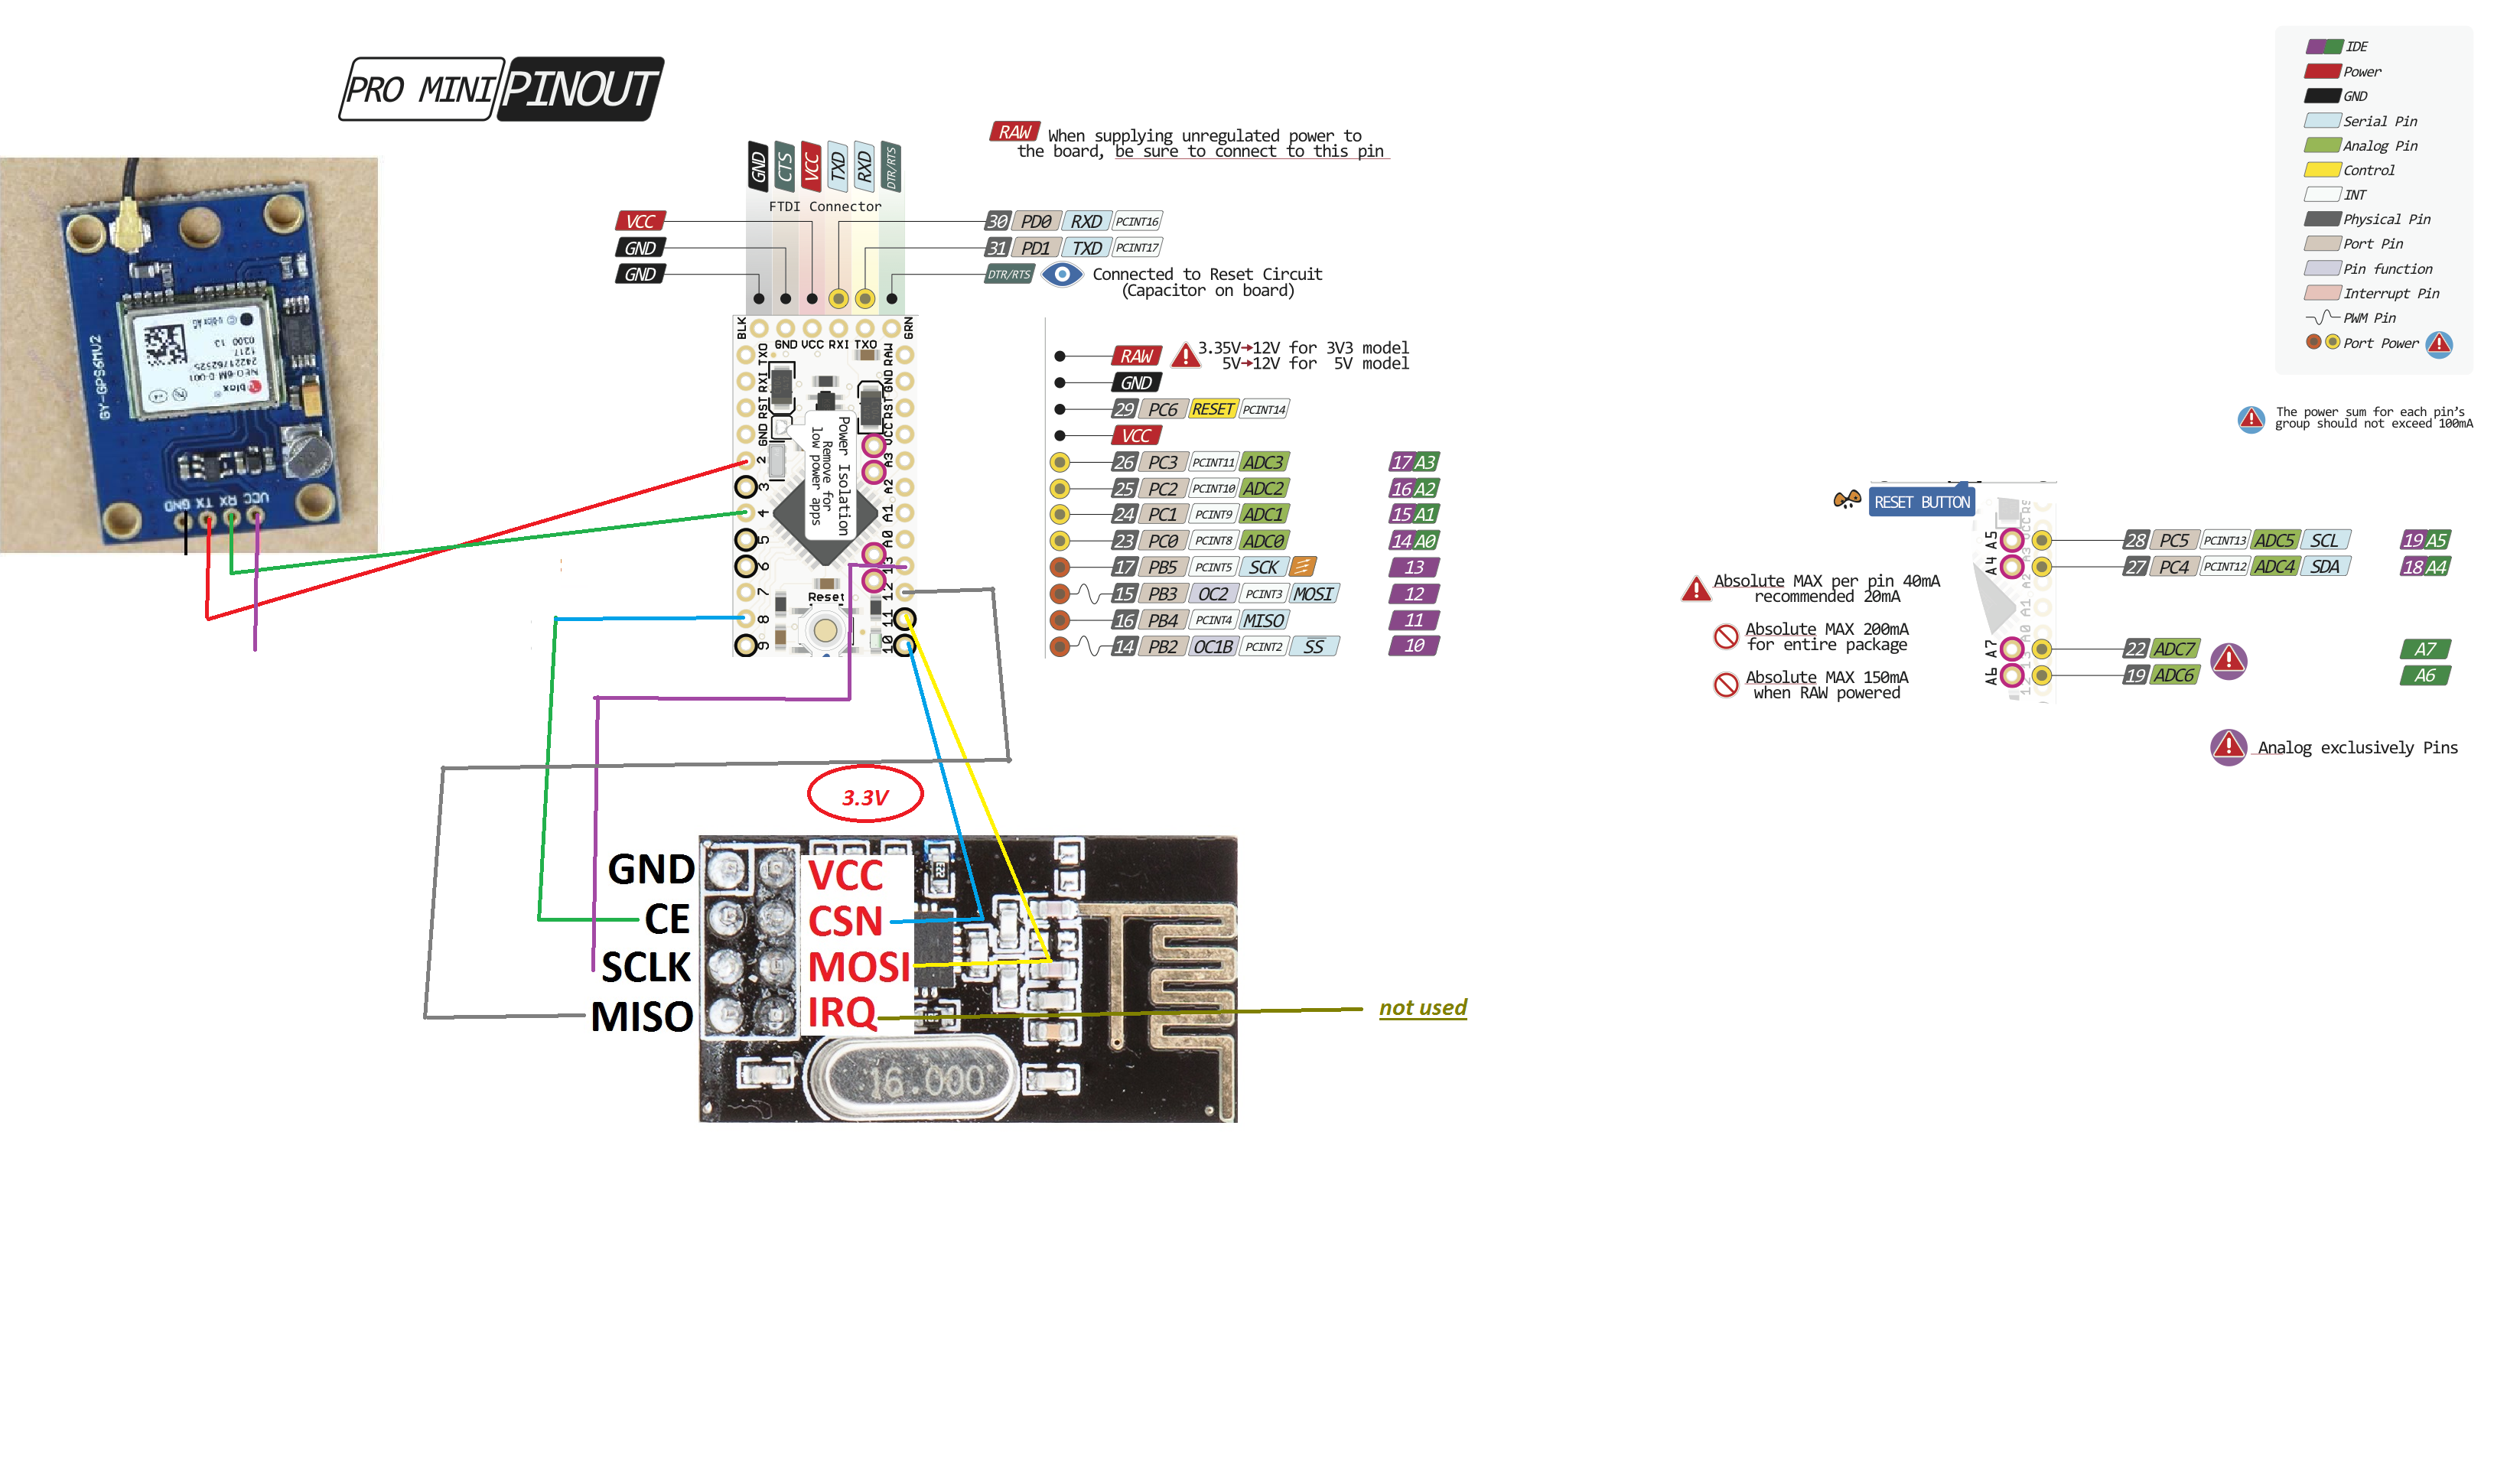 PRO MINI PINOUT
GND CTS VCC TXD RXD DTR/RTS
FTDI Connector
VCC
GND
GND
30 PD0 RXD PCINT16
31 PD1 TXD PCINT17
DTR/RTS Connected to Reset Circuit
(Capacitor on board)
RAW When supplying unregulated power to
the board, be sure to connect to this pin
IDE
Power
GND
Serial Pin
Analog Pin
Control
INT
Physical Pin
Port Pin
Pin function
Interrupt Pin
PWM Pin
Port Power
The power sum for each pin's
group should not exceed 100mA
GY-GPS6MV2
blox
NEO-6M-0-001
1217
0300 13
GND TX RX VCC
BLK GRN
GND VCC RXI TXO
TXO
RXI
RST
GND
2
3
4
5
6
7
8
9
RAW
GND
RST
VCC
A3
A2
A1
A0
13
12
11
10
Power Isolation
Remove for
low power apps
Reset
RAW 3.35V→12V for 3V3 model
5V→12V for 5V model
GND
29 PC6 RESET PCINT14
VCC
26 PC3 PCINT11 ADC3 17 A3
25 PC2 PCINT10 ADC2 16 A2
24 PC1 PCINT9 ADC1 15 A1
23 PC0 PCINT8 ADC0 14 A0
17 PB5 PCINT5 SCK 13
15 PB3 OC2 PCINT3 MOSI 12
16 PB4 PCINT4 MISO 11
14 PB2 OC1B PCINT2 SS 10
RESET BUTTON
A5 28 PC5 PCINT13 ADC5 SCL 19 A5
A4 27 PC4 PCINT12 ADC4 SDA 18 A4
A7 22 ADC7 A7
A6 19 ADC6 A6
Absolute MAX per pin 40mA
recommended 20mA
Absolute MAX 200mA
for entire package
Absolute MAX 150mA
when RAW powered
Analog exclusively Pins
3.3V
GND VCC
CE CSN
SCLK MOSI
MISO IRQ
not used
16.000